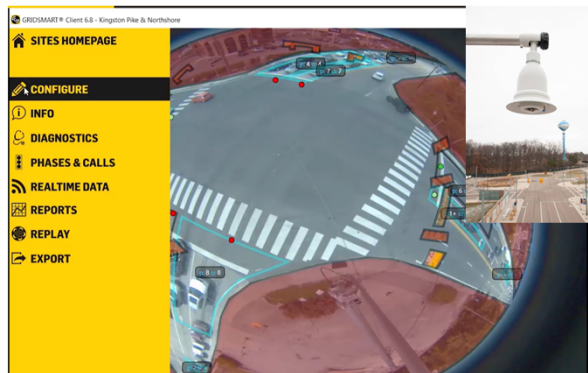 GRIDSMART® Client 6.8 - Kingston Pike & Northshore
SITES HOMEPAGE
CONFIGURE
INFO
DIAGNOSTICS
PHASES & CALLS
REALTIME DATA
REPORTS
REPLAY
EXPORT